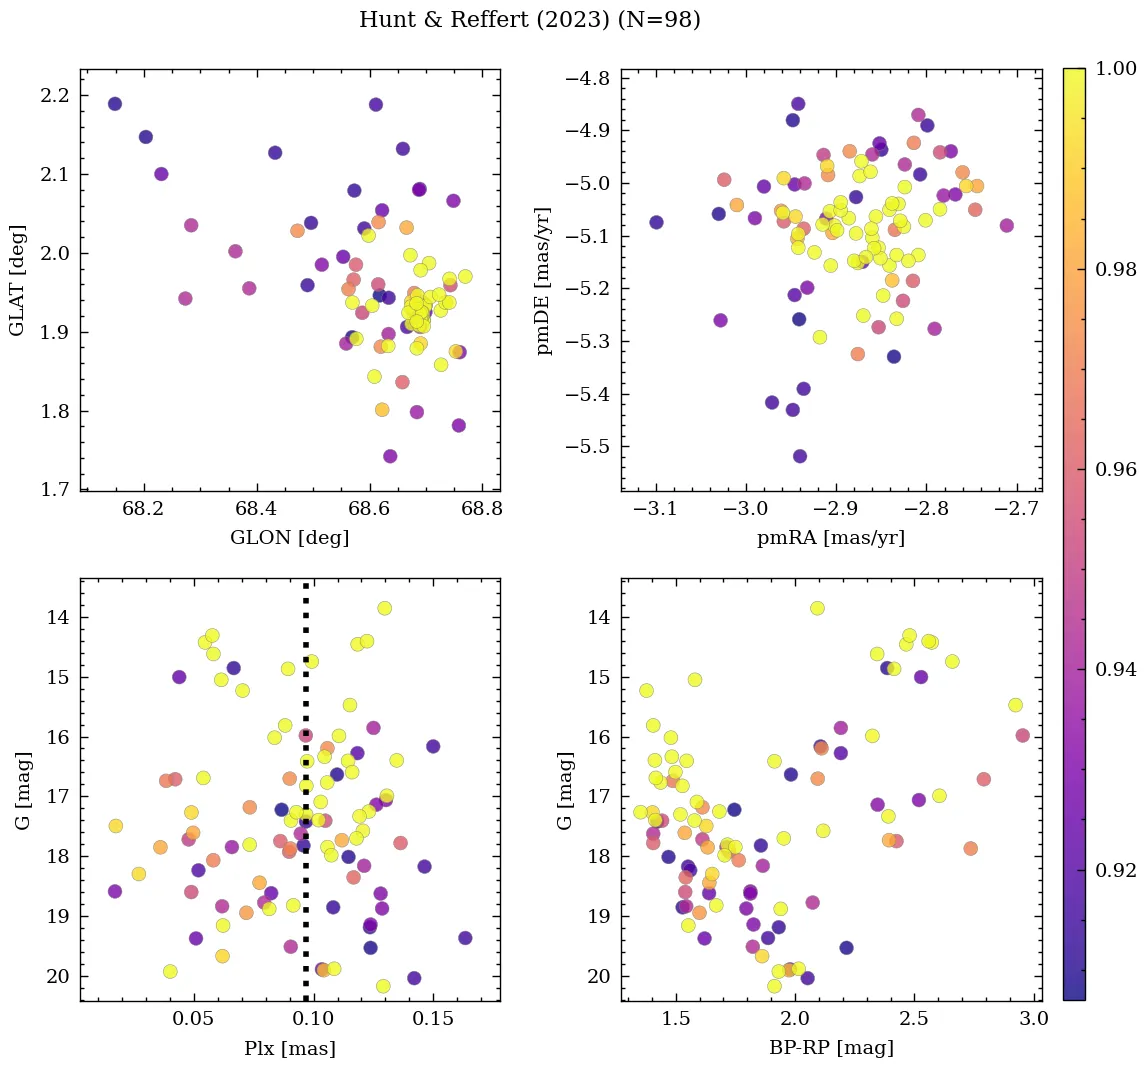 Hunt & Reffert (2023) (N=98)
2.2
2.1
2.0
1.9
1.8
1.7
GLAT [deg]
68.2 68.4 68.6 68.8
GLON [deg]
−4.8
−4.9
−5.0
−5.1
−5.2
−5.3
−5.4
−5.5
pmDE [mas/yr]
−3.1 −3.0 −2.9 −2.8 −2.7
pmRA [mas/yr]
14
15
16
17
18
19
20
G [mag]
0.05 0.10 0.15
Plx [mas]
14
15
16
17
18
19
20
G [mag]
1.5 2.0 2.5 3.0
BP-RP [mag]
1.00
0.98
0.96
0.94
0.92